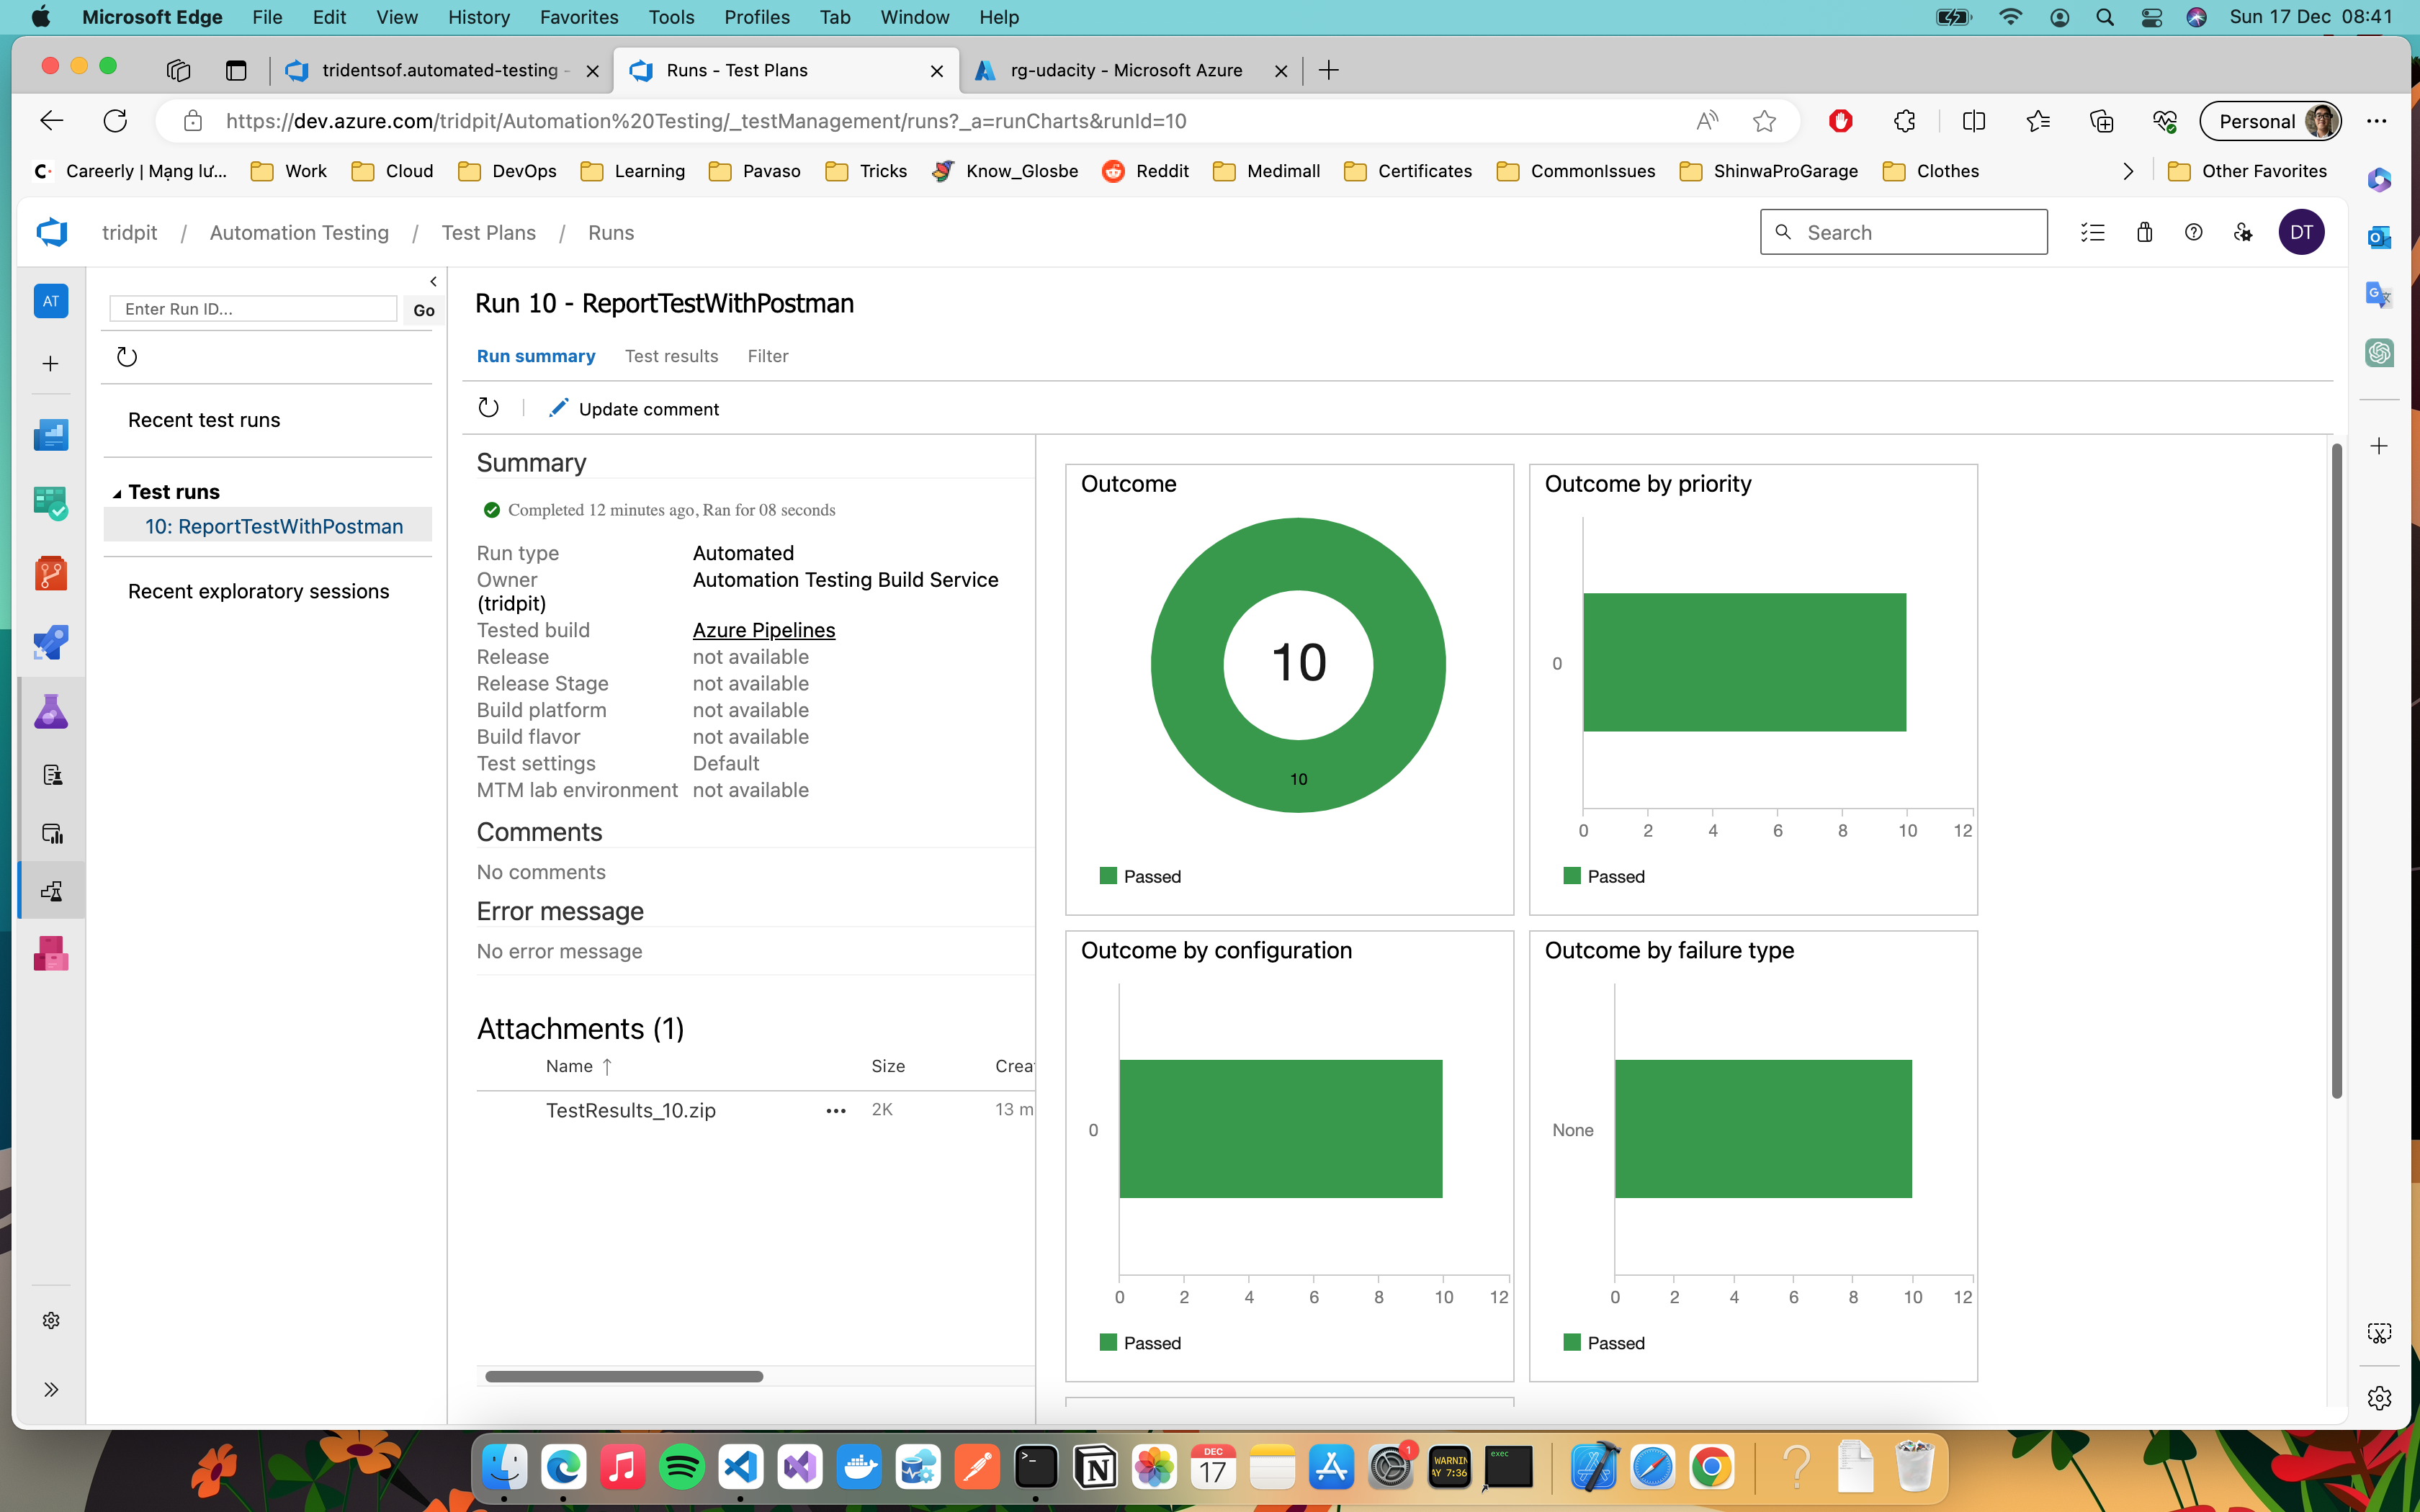 Microsoft Edge File Edit View History Favorites Tools Profiles Tab Window Help Sun 17 Dec 08:41
tridentsof.automated-testing - Runs - Test Plans rg-udacity - Microsoft Azure
https://dev.azure.com/tridpit/Automation%20Testing/_testManagement/runs?_a=runCharts&runId=10 Personal
Careerly | Mạng lư... Work Cloud DevOps Learning Pavaso Tricks Know_Glosbe Reddit Medimall Certificates CommonIssues ShinwaProGarage Clothes Other Favorites
tridpit / Automation Testing / Test Plans / Runs Search DT
AT
Enter Run ID... Go
Recent test runs
Test runs
10: ReportTestWithPostman
Recent exploratory sessions
Run 10 - ReportTestWithPostman
Run summary Test results Filter
Update comment
Summary
Completed 12 minutes ago, Ran for 08 seconds
Run type Automated
Owner Automation Testing Build Service
(tridpit)
Tested build Azure Pipelines
Release not available
Release Stage not available
Build platform not available
Build flavor not available
Test settings Default
MTM lab environment not available
Comments
No comments
Error message
No error message
Attachments (1)
Name ↑ Size Crea
TestResults_10.zip ... 2K 13 m
Outcome
10
10
Passed
Outcome by priority
0
0 2 4 6 8 10 12
Passed
Outcome by configuration
0
0 2 4 6 8 10 12
Passed
Outcome by failure type
None
0 2 4 6 8 10 12
Passed
DEC
17
1
WARNIN
AY 7:36
exec